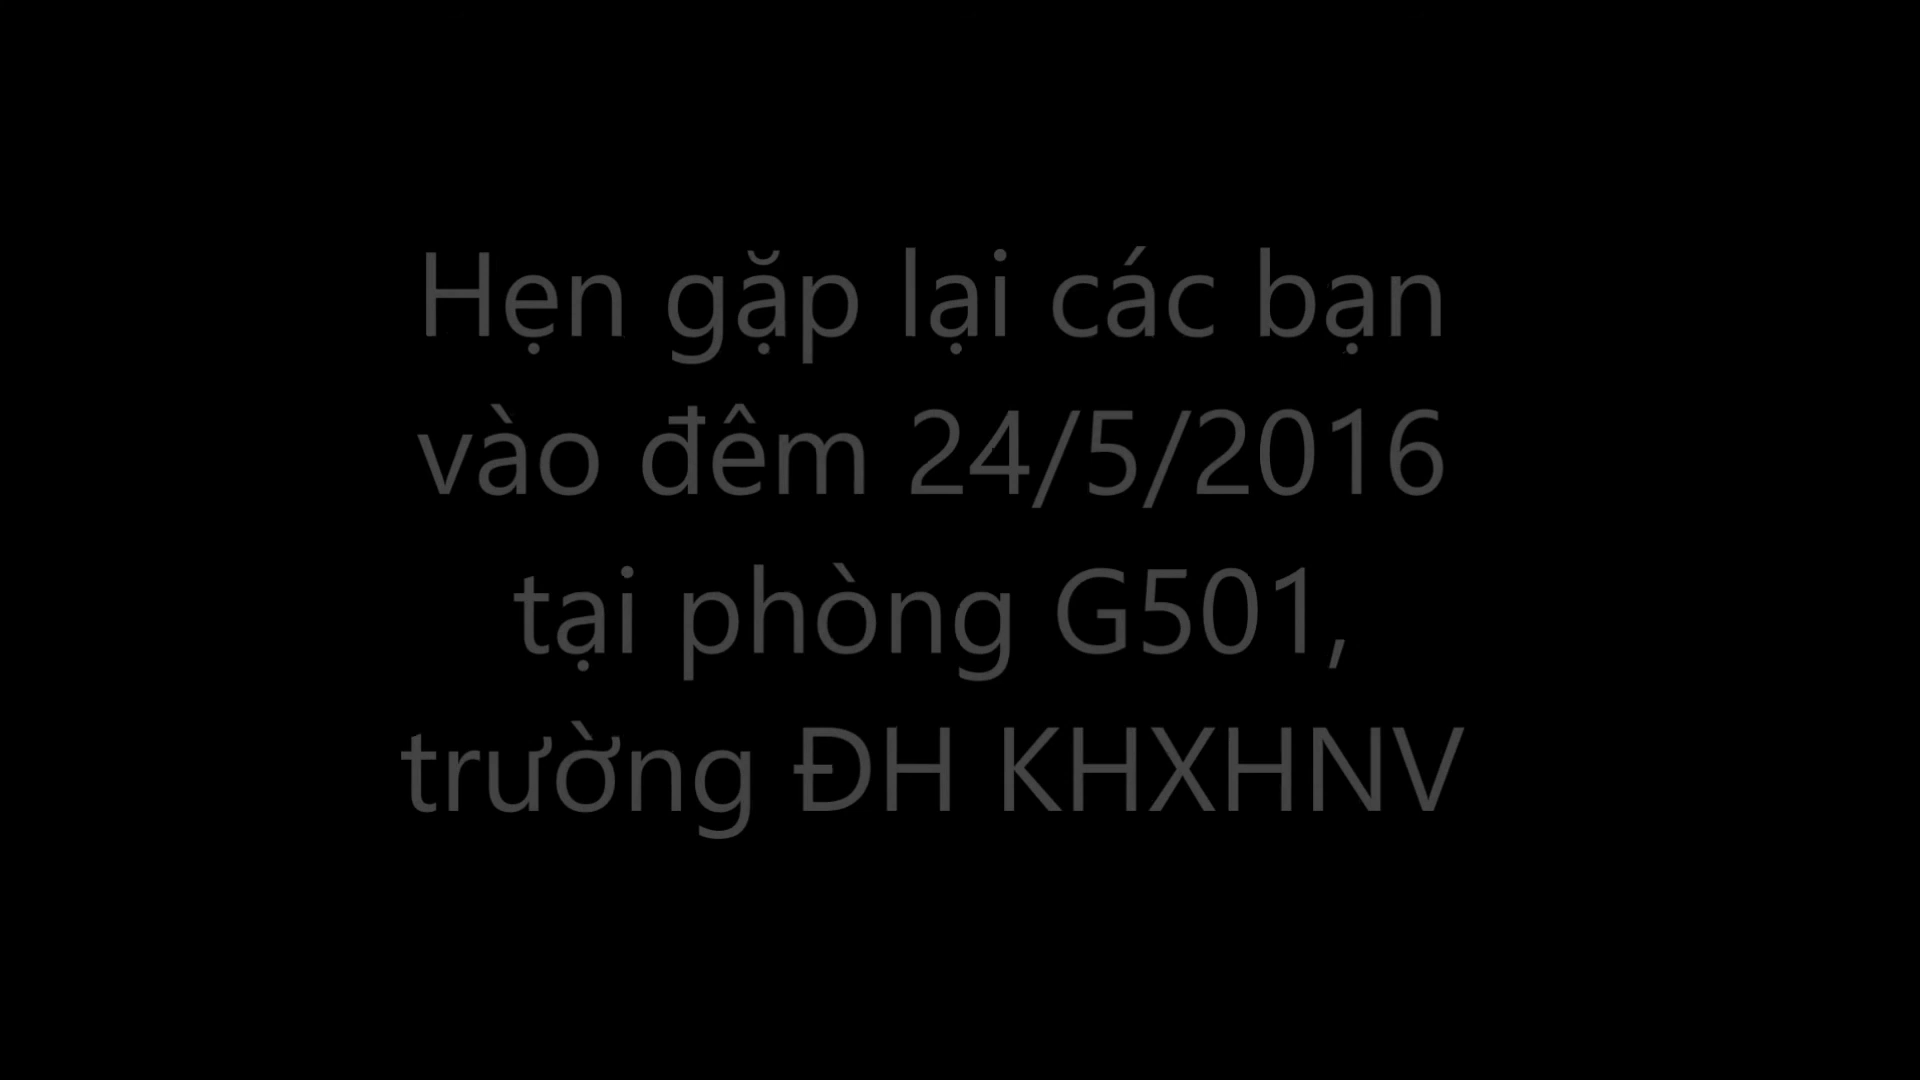 Hẹn gặp lại các bạn
vào đêm 24/5/2016
tại phòng G501,
trường ĐH KHXHNV